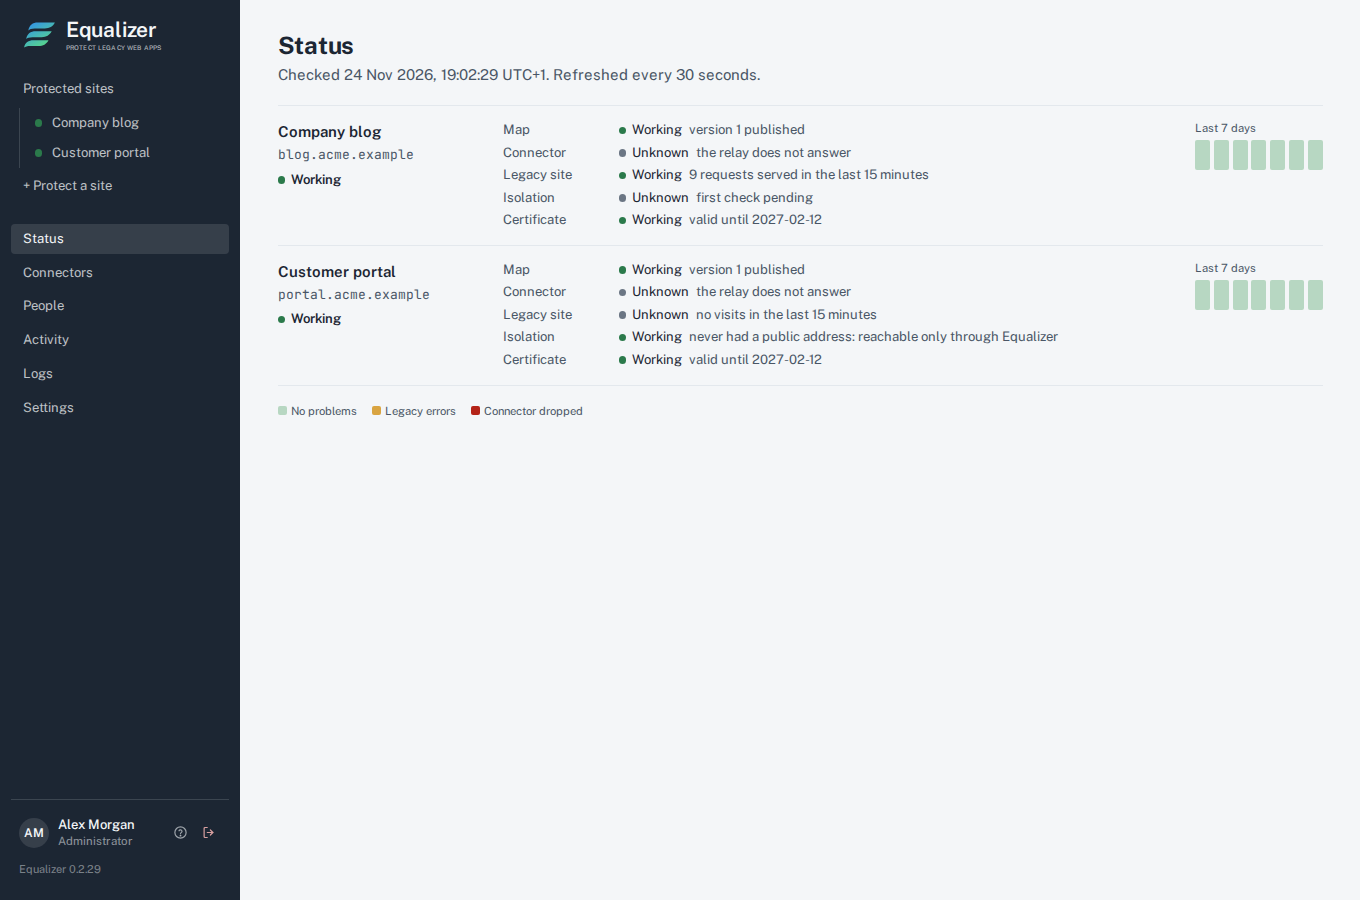 Equalizer
PROTECT LEGACY WEB APPS
Protected sites
Company blog
Customer portal
+ Protect a site
Status
Connectors
People
Activity
Logs
Settings
AM
Alex Morgan
Administrator
Equalizer 0.2.29
Status
Checked 24 Nov 2026, 19:02:29 UTC+1. Refreshed every 30 seconds.
Company blog
blog.acme.example
Working
Map Working version 1 published
Connector Unknown the relay does not answer
Legacy site Working 9 requests served in the last 15 minutes
Isolation Unknown first check pending
Certificate Working valid until 2027-02-12
Last 7 days
Customer portal
portal.acme.example
Working
Map Working version 1 published
Connector Unknown the relay does not answer
Legacy site Unknown no visits in the last 15 minutes
Isolation Working never had a public address: reachable only through Equalizer
Certificate Working valid until 2027-02-12
Last 7 days
No problems Legacy errors Connector dropped